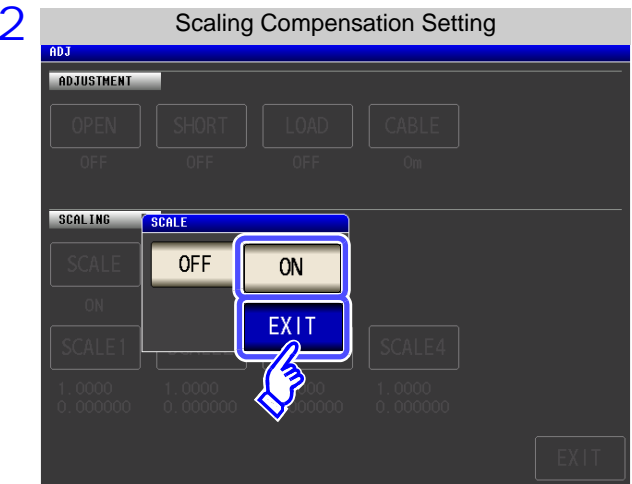 2
Scaling Compensation Setting
ADJ
ADJUSTMENT
OPEN SHORT LOAD CABLE
OFF OFF OFF 0m
SCALING
SCALE
SCALE
OFF ON
ON
EXIT
SCALE1 SCALE4
1.0000 1.0000 1.0000
0.000000 0.000000 0.000000
EXIT